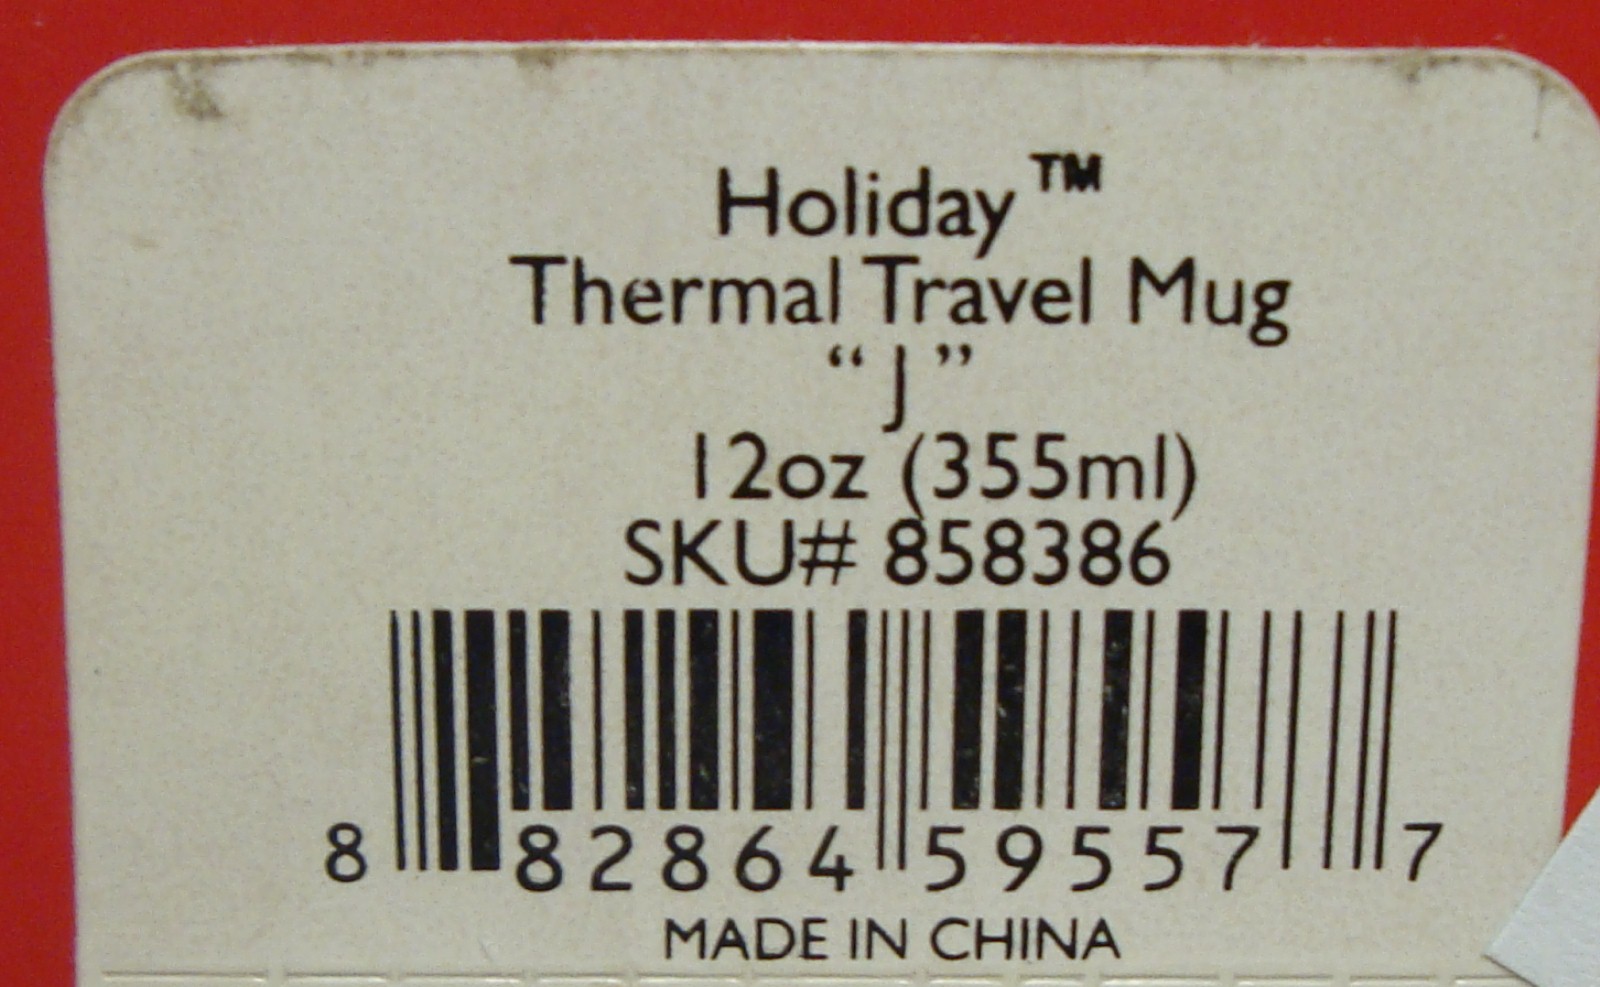 Holiday™
Thermal Travel Mug
“J”
12oz (355ml)
SKU# 858386
8 82864 59557 7
MADE IN CHINA